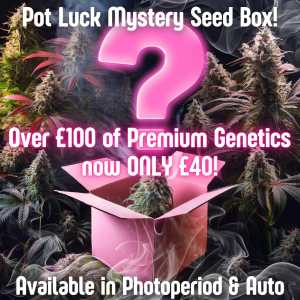 Pot Luck Mystery Seed Box!
?
Over £100 of Premium Genetics
now ONLY £40!
Available in Photoperiod & Auto